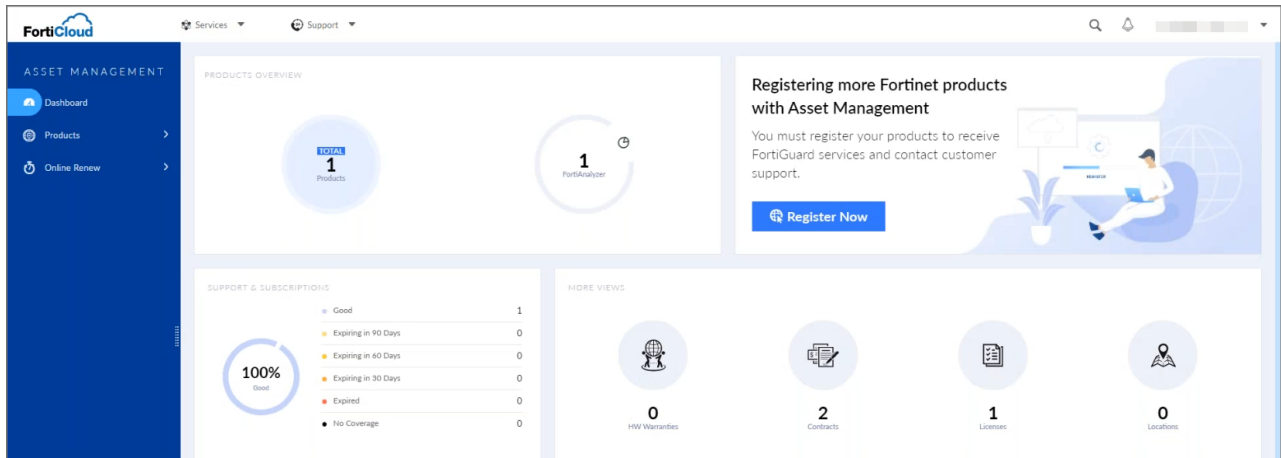 FortiCloud
Services
Support
ASSET MANAGEMENT
Dashboard
Products
Online Renew
PRODUCTS OVERVIEW
TOTAL
1
Products
1
FortiAnalyzer
Registering more Fortinet products
with Asset Management
You must register your products to receive
FortiGuard services and contact customer
support.
Register Now
SUPPORT & SUBSCRIPTIONS
100%
Good
Good 1
Expiring in 90 Days 0
Expiring in 60 Days 0
Expiring in 30 Days 0
Expired 0
No Coverage 0
MORE VIEWS
0
HW Warranties
2
Contracts
1
Licenses
0
Locations